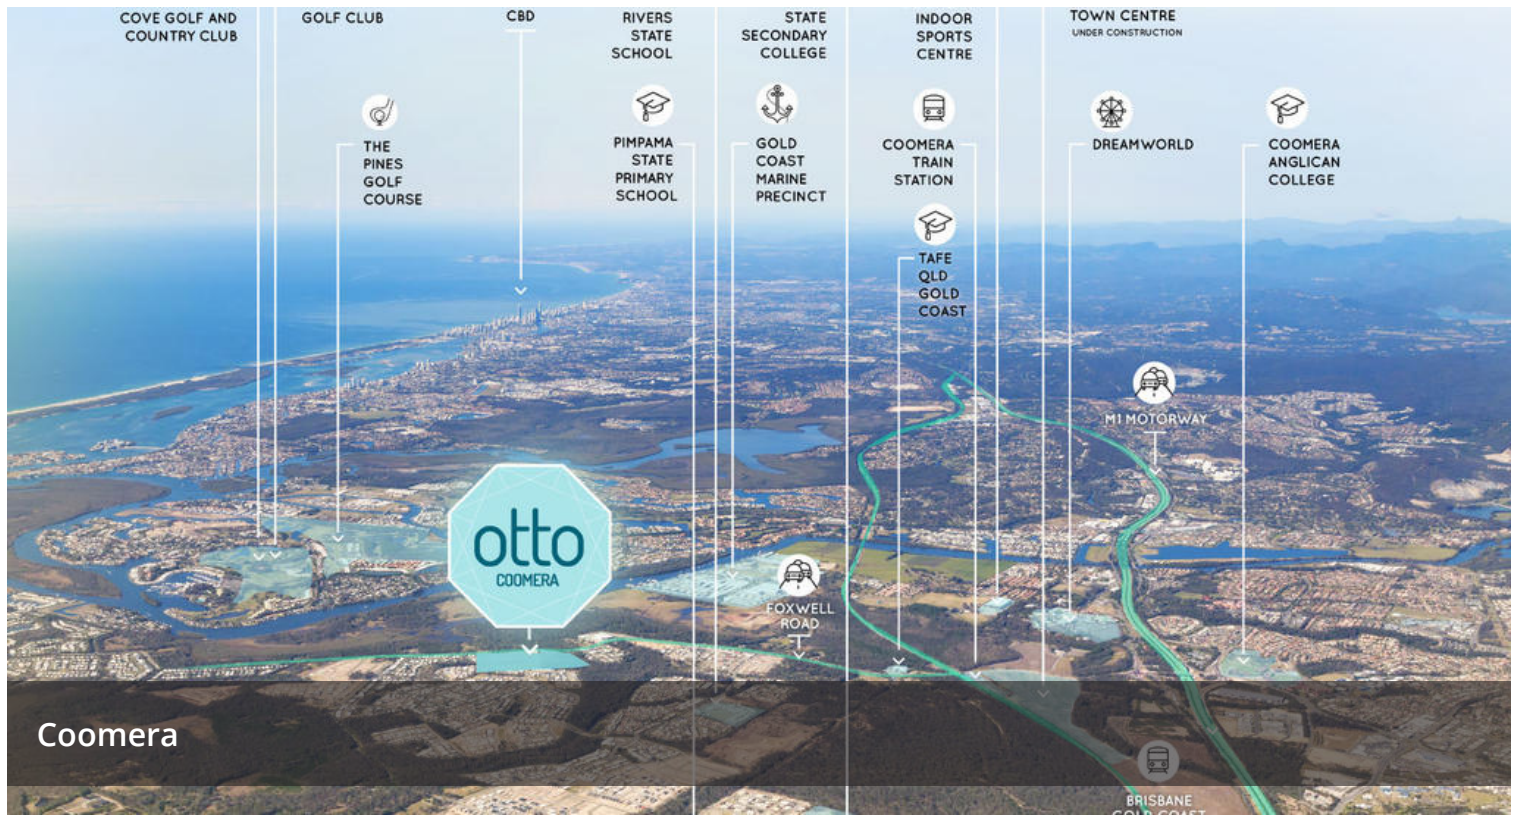 COVE GOLF AND
COUNTRY CLUB
GOLF CLUB
CBD
RIVERS
STATE
SCHOOL
STATE
SECONDARY
COLLEGE
INDOOR
SPORTS
CENTRE
TOWN CENTRE
UNDER CONSTRUCTION
THE
PINES
GOLF
COURSE
PIMPAMA
STATE
PRIMARY
SCHOOL
GOLD
COAST
MARINE
PRECINCT
COOMERA
TRAIN
STATION
DREAMWORLD
COOMERA
ANGLICAN
COLLEGE
TAFE
QLD
GOLD
COAST
M1 MOTORWAY
otto
COOMERA
FOXWELL
ROAD
Coomera
BRISBANE
GOLD COAST